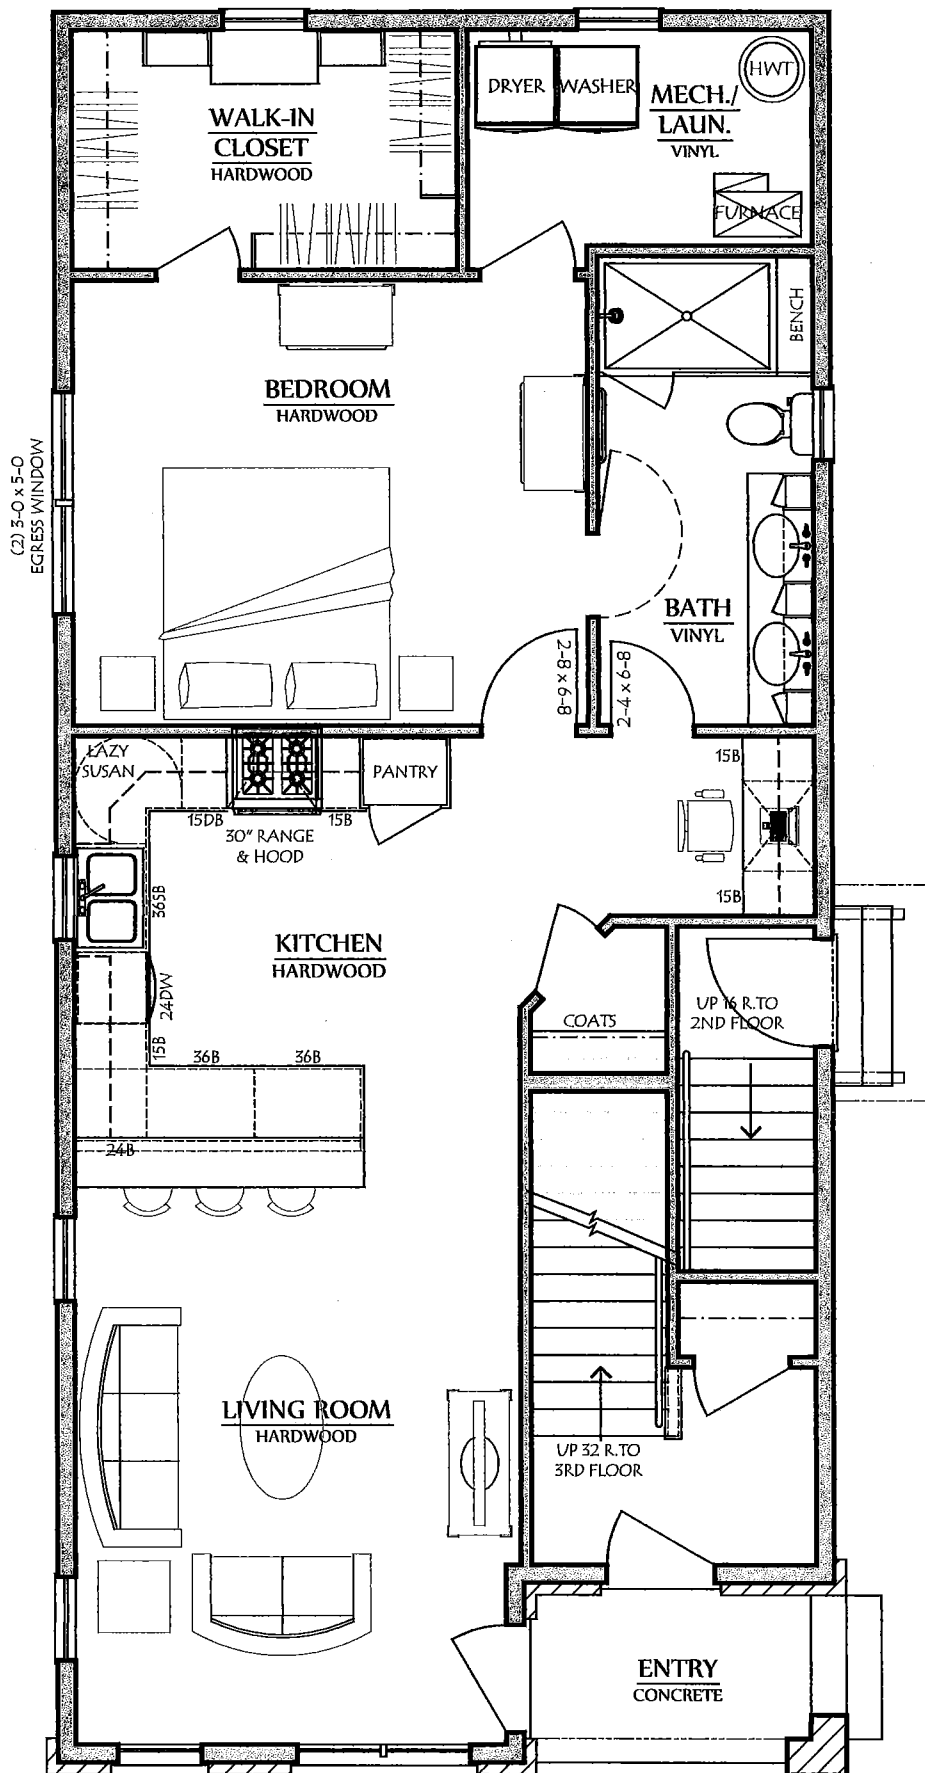 WALK-IN
CLOSET
HARDWOOD
DRYER
WASHER
MECH./
LAUN.
VINYL
HWT
FURNACE
BENCH
BEDROOM
HARDWOOD
(2) 3-0 x 5-0
EGRESS WINDOW
BATH
VINYL
2-8 x 6-8
2-4 x 6-8
LAZY
SUSAN
PANTRY
15DB
15B
30" RANGE
& HOOD
15B
15B
36SB
KITCHEN
HARDWOOD
24DW
15B
36B
36B
24B
COATS
UP 16 R.TO
2ND FLOOR
LIVING ROOM
HARDWOOD
UP 32 R.TO
3RD FLOOR
ENTRY
CONCRETE